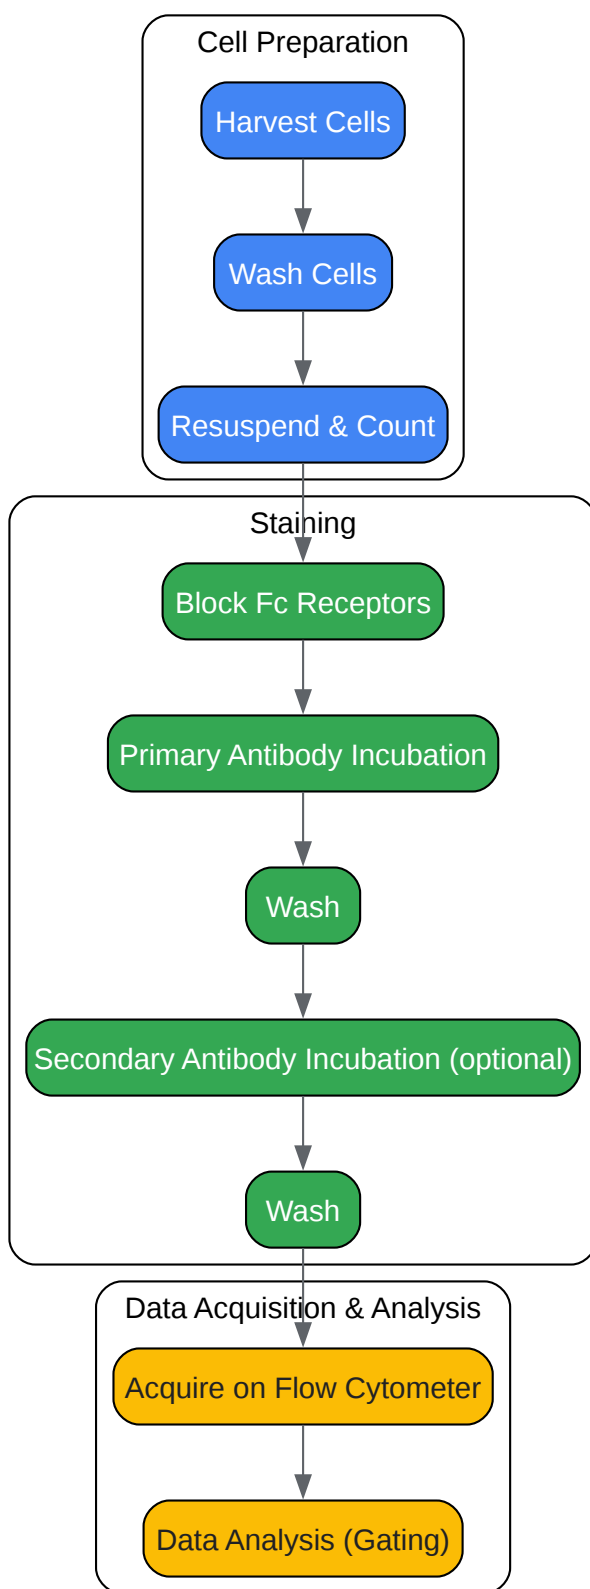 Cell Preparation
Harvest Cells
Wash Cells
Resuspend & Count
Staining
Block Fc Receptors
Primary Antibody Incubation
Wash
Secondary Antibody Incubation (optional)
Wash
Data Acquisition & Analysis
Acquire on Flow Cytometer
Data Analysis (Gating)